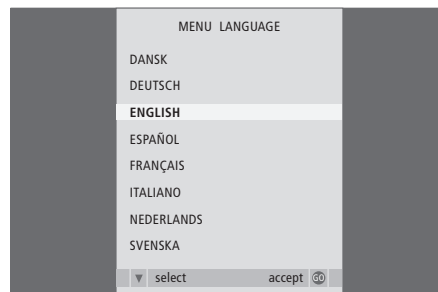 MENU LANGUAGE
DANSK
DEUTSCH
ENGLISH
ESPAÑOL
FRANÇAIS
ITALIANO
NEDERLANDS
SVENSKA
▼ select accept GO